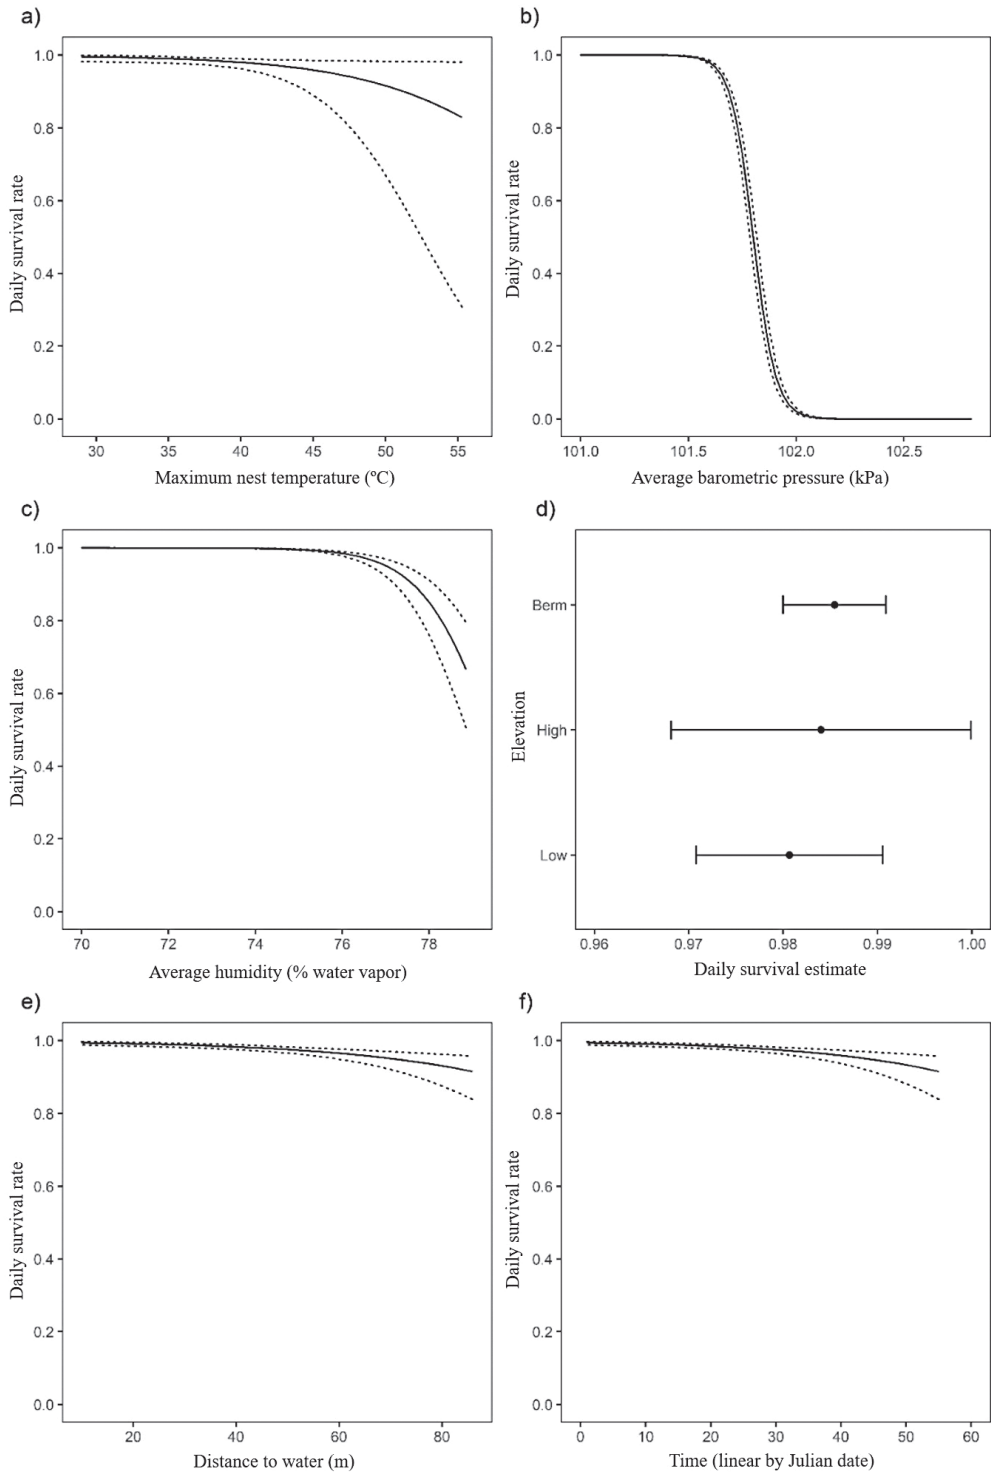 a)
1.0
0.8
0.6
0.4
0.2
0.0
Daily survival rate
30 35 40 45 50 55
Maximum nest temperature (ºC)
b)
1.0
0.8
0.6
0.4
0.2
0.0
Daily survival rate
101.0 101.5 102.0 102.5
Average barometric pressure (kPa)
c)
1.0
0.8
0.6
0.4
0.2
0.0
Daily survival rate
70 72 74 76 78
Average humidity (% water vapor)
d)
Berm
High
Low
Elevation
0.96 0.97 0.98 0.99 1.00
Daily survival estimate
e)
1.0
0.8
0.6
0.4
0.2
0.0
Daily survival rate
20 40 60 80
Distance to water (m)
f)
1.0
0.8
0.6
0.4
0.2
0.0
Daily survival rate
0 10 20 30 40 50 60
Time (linear by Julian date)